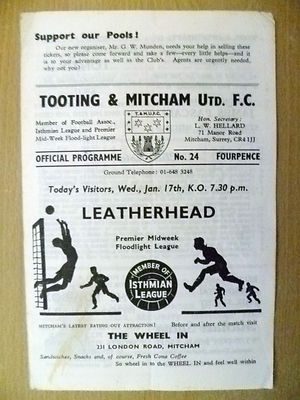 Support our Pools!
Our new organiser, Mr. G. W. Munden, needs your help in selling these
tickets, so please come forward and take a few—every little helps—and it
is to your advantage as well as the Club's. Agents are urgently needed,
why not you?
TOOTING & MITCHAM UTD. F.C.
Member of Football Assoc.,
Isthmian League and Premier
Mid-Week Flood-light League
T. & M.U.F.C.
Hon. Secretary:
L. W. HELLARD
71 Manor Road
Mitcham, Surrey, CR4 1JJ
OFFICIAL PROGRAMME No. 24 FOURPENCE
Ground Telephone: 01-648 3248
Today's Visitors, Wed., Jan. 17th, K.O. 7.30 p.m.
LEATHERHEAD
Premier Midweek
Floodlight League
MEMBER OF
ISTHMIAN
LEAGUE
MITCHAM'S LATEST EATING OUT ATTRACTION! Before and after the match visit
THE WHEEL IN
231 LONDON ROAD, MITCHAM
Sandwiches, Snacks and, of course, Fresh Cona Coffee
So wheel in to the WHEEL IN and feel well within